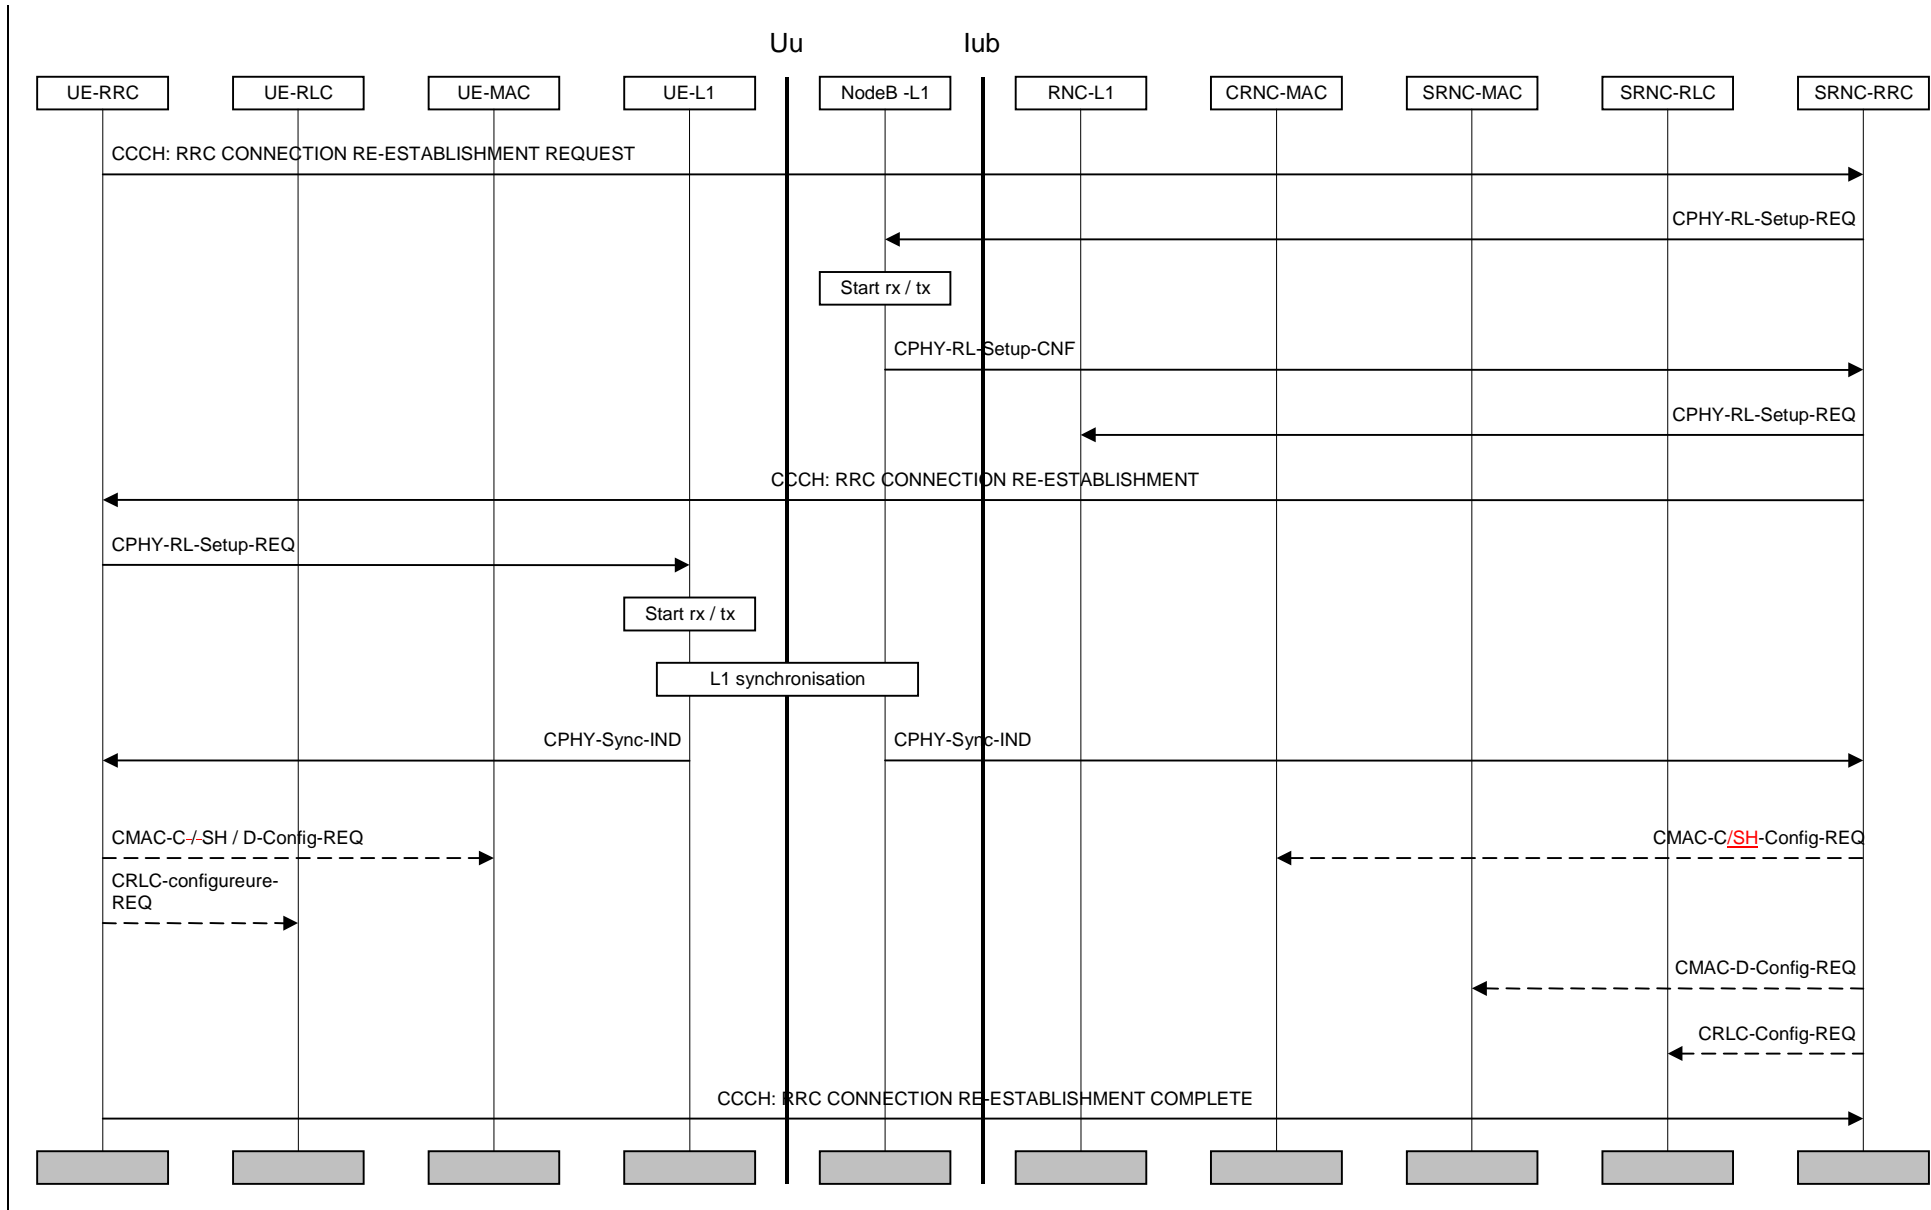 Uu Iub
UE-RRC UE-RLC UE-MAC UE-L1 NodeB -L1 RNC-L1 CRNC-MAC SRNC-MAC SRNC-RLC SRNC-RRC
CCCH: RRC CONNECTION RE-ESTABLISHMENT REQUEST
CPHY-RL-Setup-REQ
Start rx / tx
CPHY-RL-Setup-CNF
CPHY-RL-Setup-REQ
CCCH: RRC CONNECTION RE-ESTABLISHMENT
CPHY-RL-Setup-REQ
Start rx / tx
L1 synchronisation
CPHY-Sync-IND CPHY-Sync-IND
CMAC-C-/-SH / D-Config-REQ CMAC-C/SH-Config-REQ
CRLC-configureure-
REQ
CMAC-D-Config-REQ
CRLC-Config-REQ
CCCH: RRC CONNECTION RE-ESTABLISHMENT COMPLETE